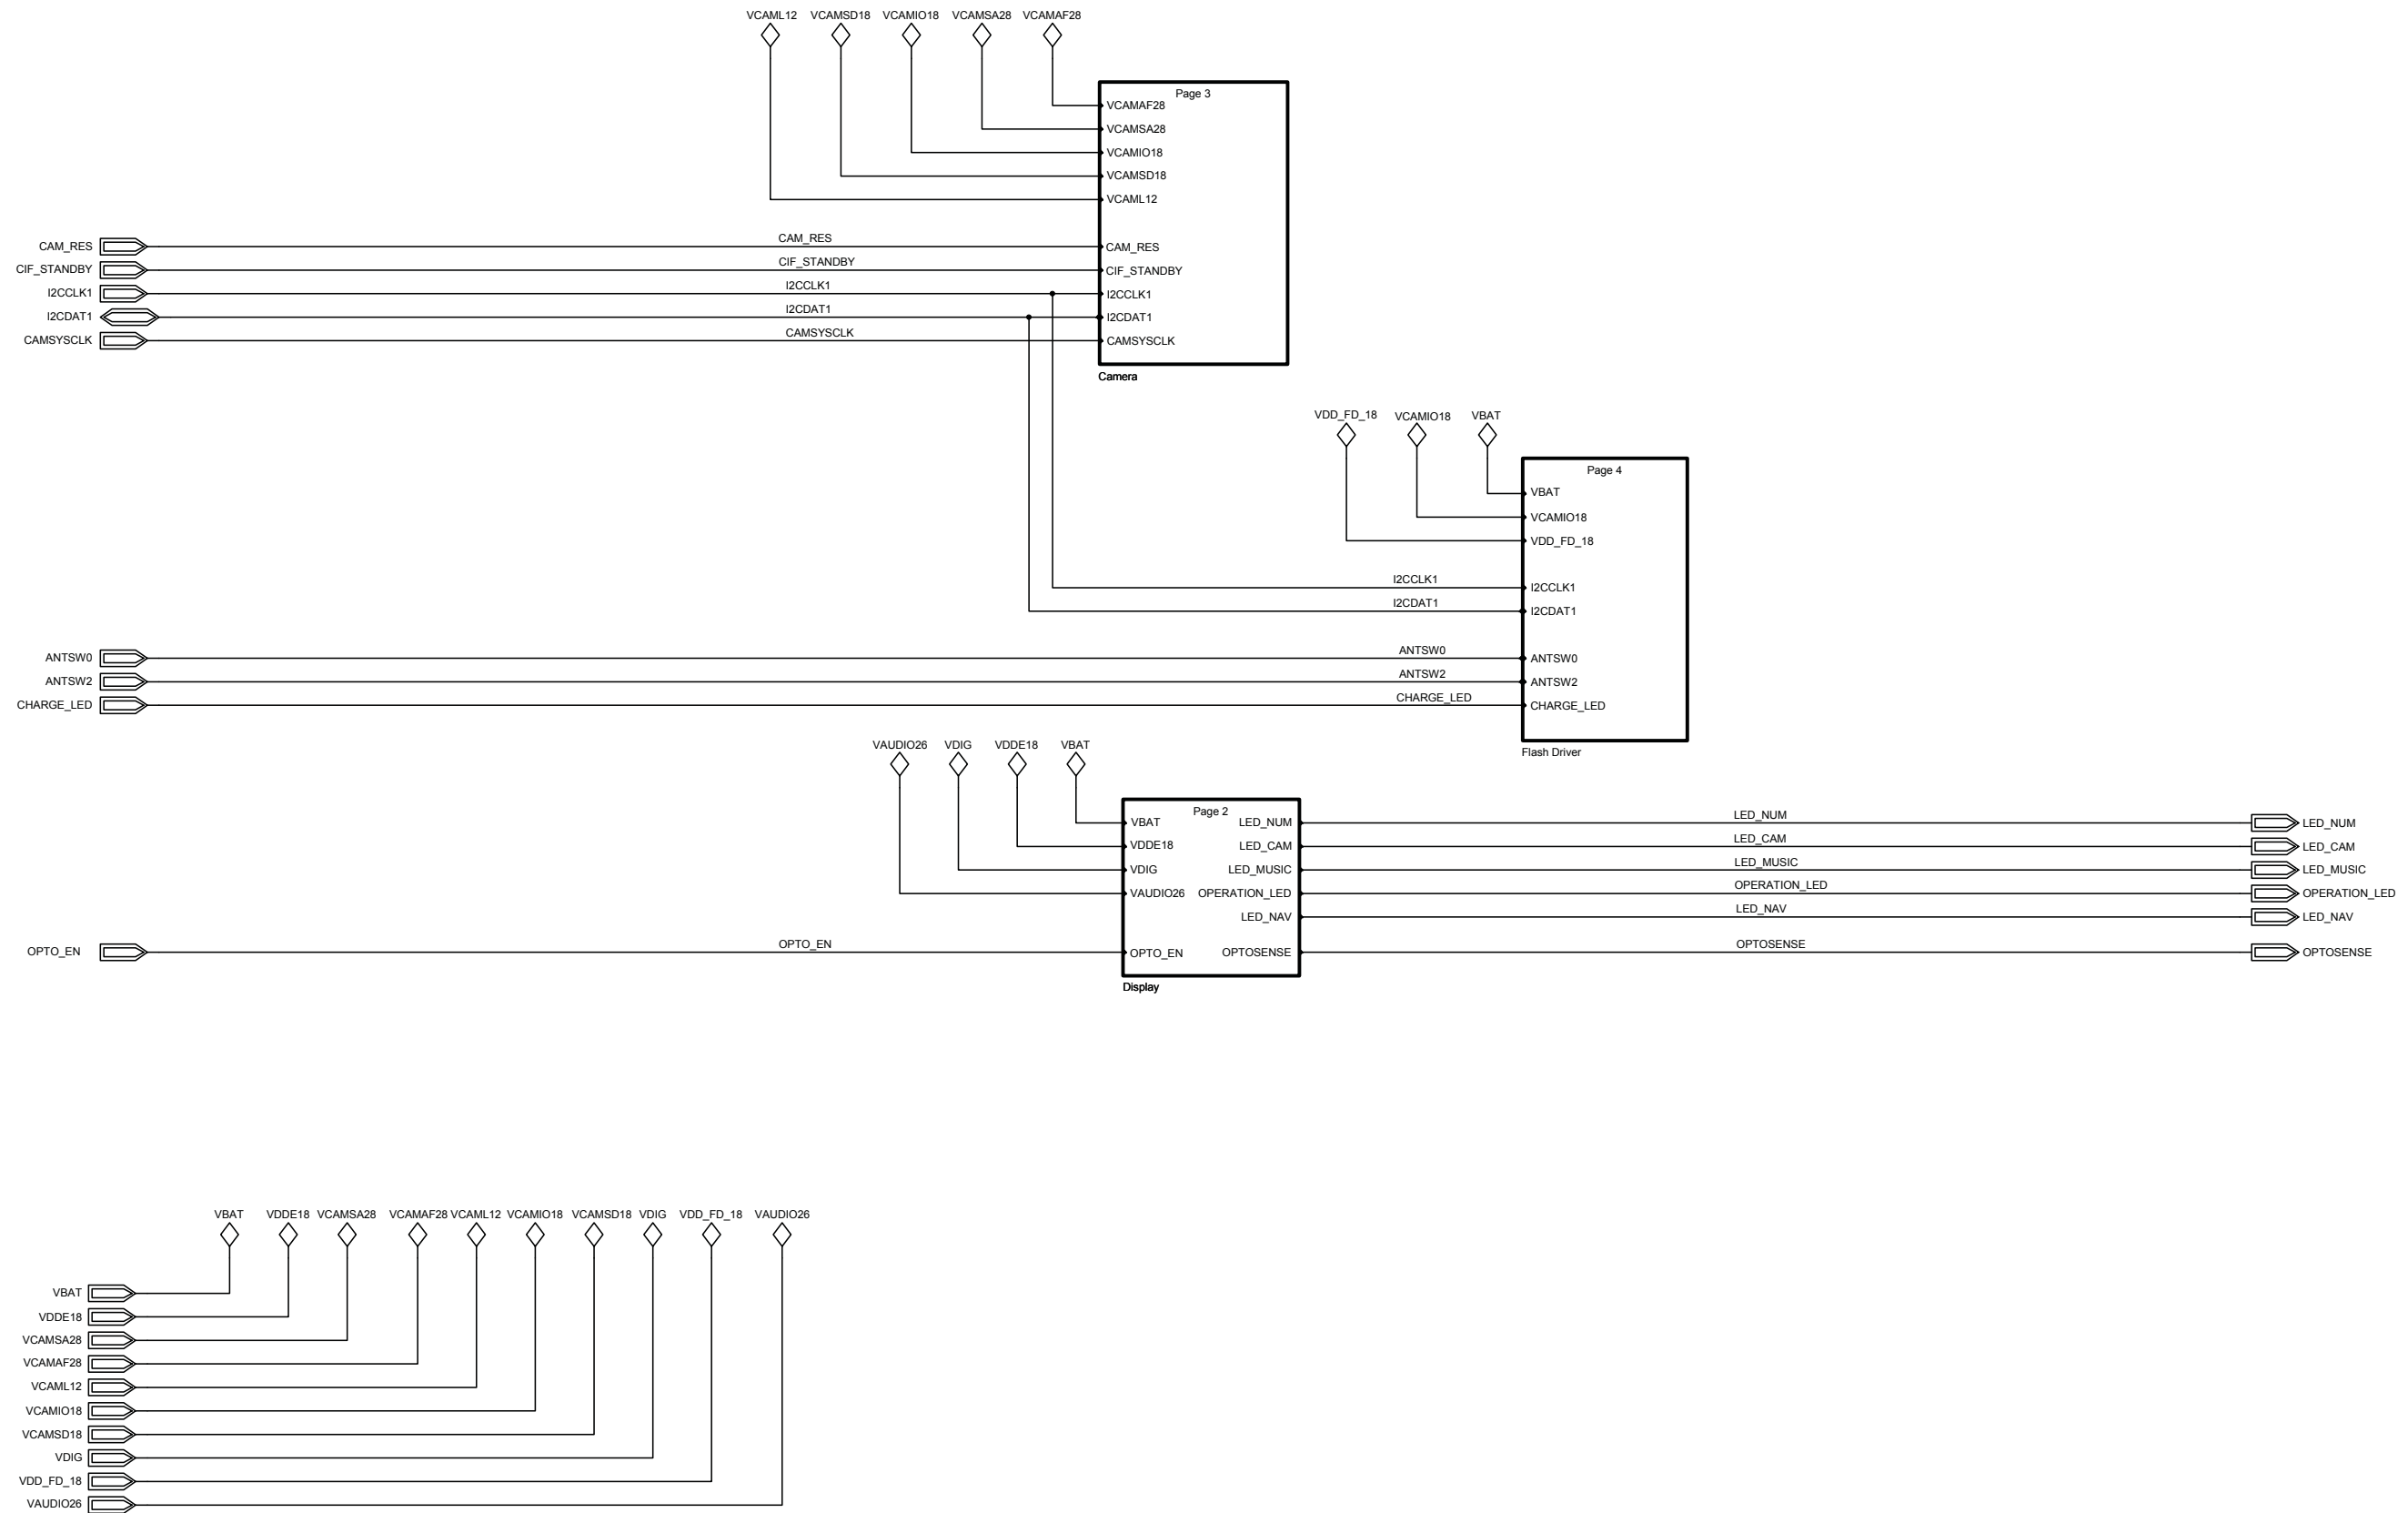 VCAML12 VCAMSD18 VCAMIO18 VCAMSA28 VCAMAF28
Page 3
VCAMAF28
VCAMSA28
VCAMIO18
VCAMSD18
VCAML12
CAM_RES CAM_RES CAM_RES
CIF_STANDBY CIF_STANDBY CIF_STANDBY
I2CCLK1 I2CCLK1 I2CCLK1
I2CDAT1 I2CDAT1 I2CDAT1
CAMSYSCLK CAMSYSCLK CAMSYSCLK
Camera
VDD_FD_18 VCAMIO18 VBAT
Page 4
VBAT
VCAMIO18
VDD_FD_18
I2CCLK1 I2CCLK1
I2CDAT1 I2CDAT1
ANTSW0 ANTSW0 ANTSW0
ANTSW2 ANTSW2 ANTSW2
CHARGE_LED CHARGE_LED CHARGE_LED
Flash Driver
VAUDIO26 VDIG VDDE18 VBAT
Page 2
VBAT LED_NUM LED_NUM LED_NUM
VDDE18 LED_CAM LED_CAM LED_CAM
VDIG LED_MUSIC LED_MUSIC LED_MUSIC
VAUDIO26 OPERATION_LED OPERATION_LED OPERATION_LED
LED_NAV LED_NAV LED_NAV
OPTO_EN OPTO_EN OPTO_EN OPTOSENSE OPTOSENSE OPTOSENSE
Display
VBAT VDDE18 VCAMSA28 VCAMAF28 VCAML12 VCAMIO18 VCAMSD18 VDIG VDD_FD_18 VAUDIO26
VBAT
VDDE18
VCAMSA28
VCAMAF28
VCAML12
VCAMIO18
VCAMSD18
VDIG
VDD_FD_18
VAUDIO26